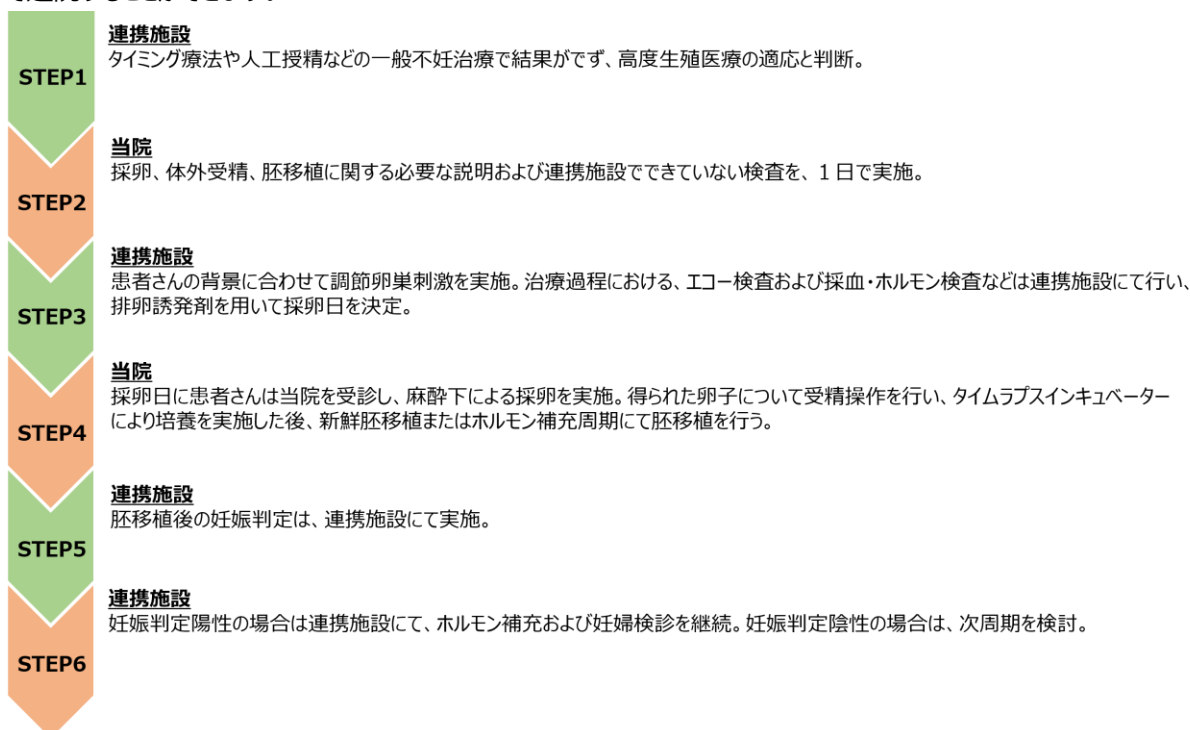 STEP1
連携施設
タイミング療法や人工授精などの一般不妊治療で結果がでず、高度生殖医療の適応と判断。
STEP2
当院
採卵、体外受精、胚移植に関する必要な説明および連携施設でできていない検査を、1日で実施。
STEP3
連携施設
患者さんの背景に合わせて調節卵巣刺激を実施。治療過程における、エコー検査および採血・ホルモン検査などは連携施設にて行い、
排卵誘発剤を用いて採卵日を決定。
STEP4
当院
採卵日に患者さんは当院を受診し、麻酔下による採卵を実施。得られた卵子について受精操作を行い、タイムラプスインキュベーター
により培養を実施した後、新鮮胚移植またはホルモン補充周期にて胚移植を行う。
STEP5
連携施設
胚移植後の妊娠判定は、連携施設にて実施。
STEP6
連携施設
妊娠判定陽性の場合は連携施設にて、ホルモン補充および妊婦検診を継続。妊娠判定陰性の場合は、次周期を検討。